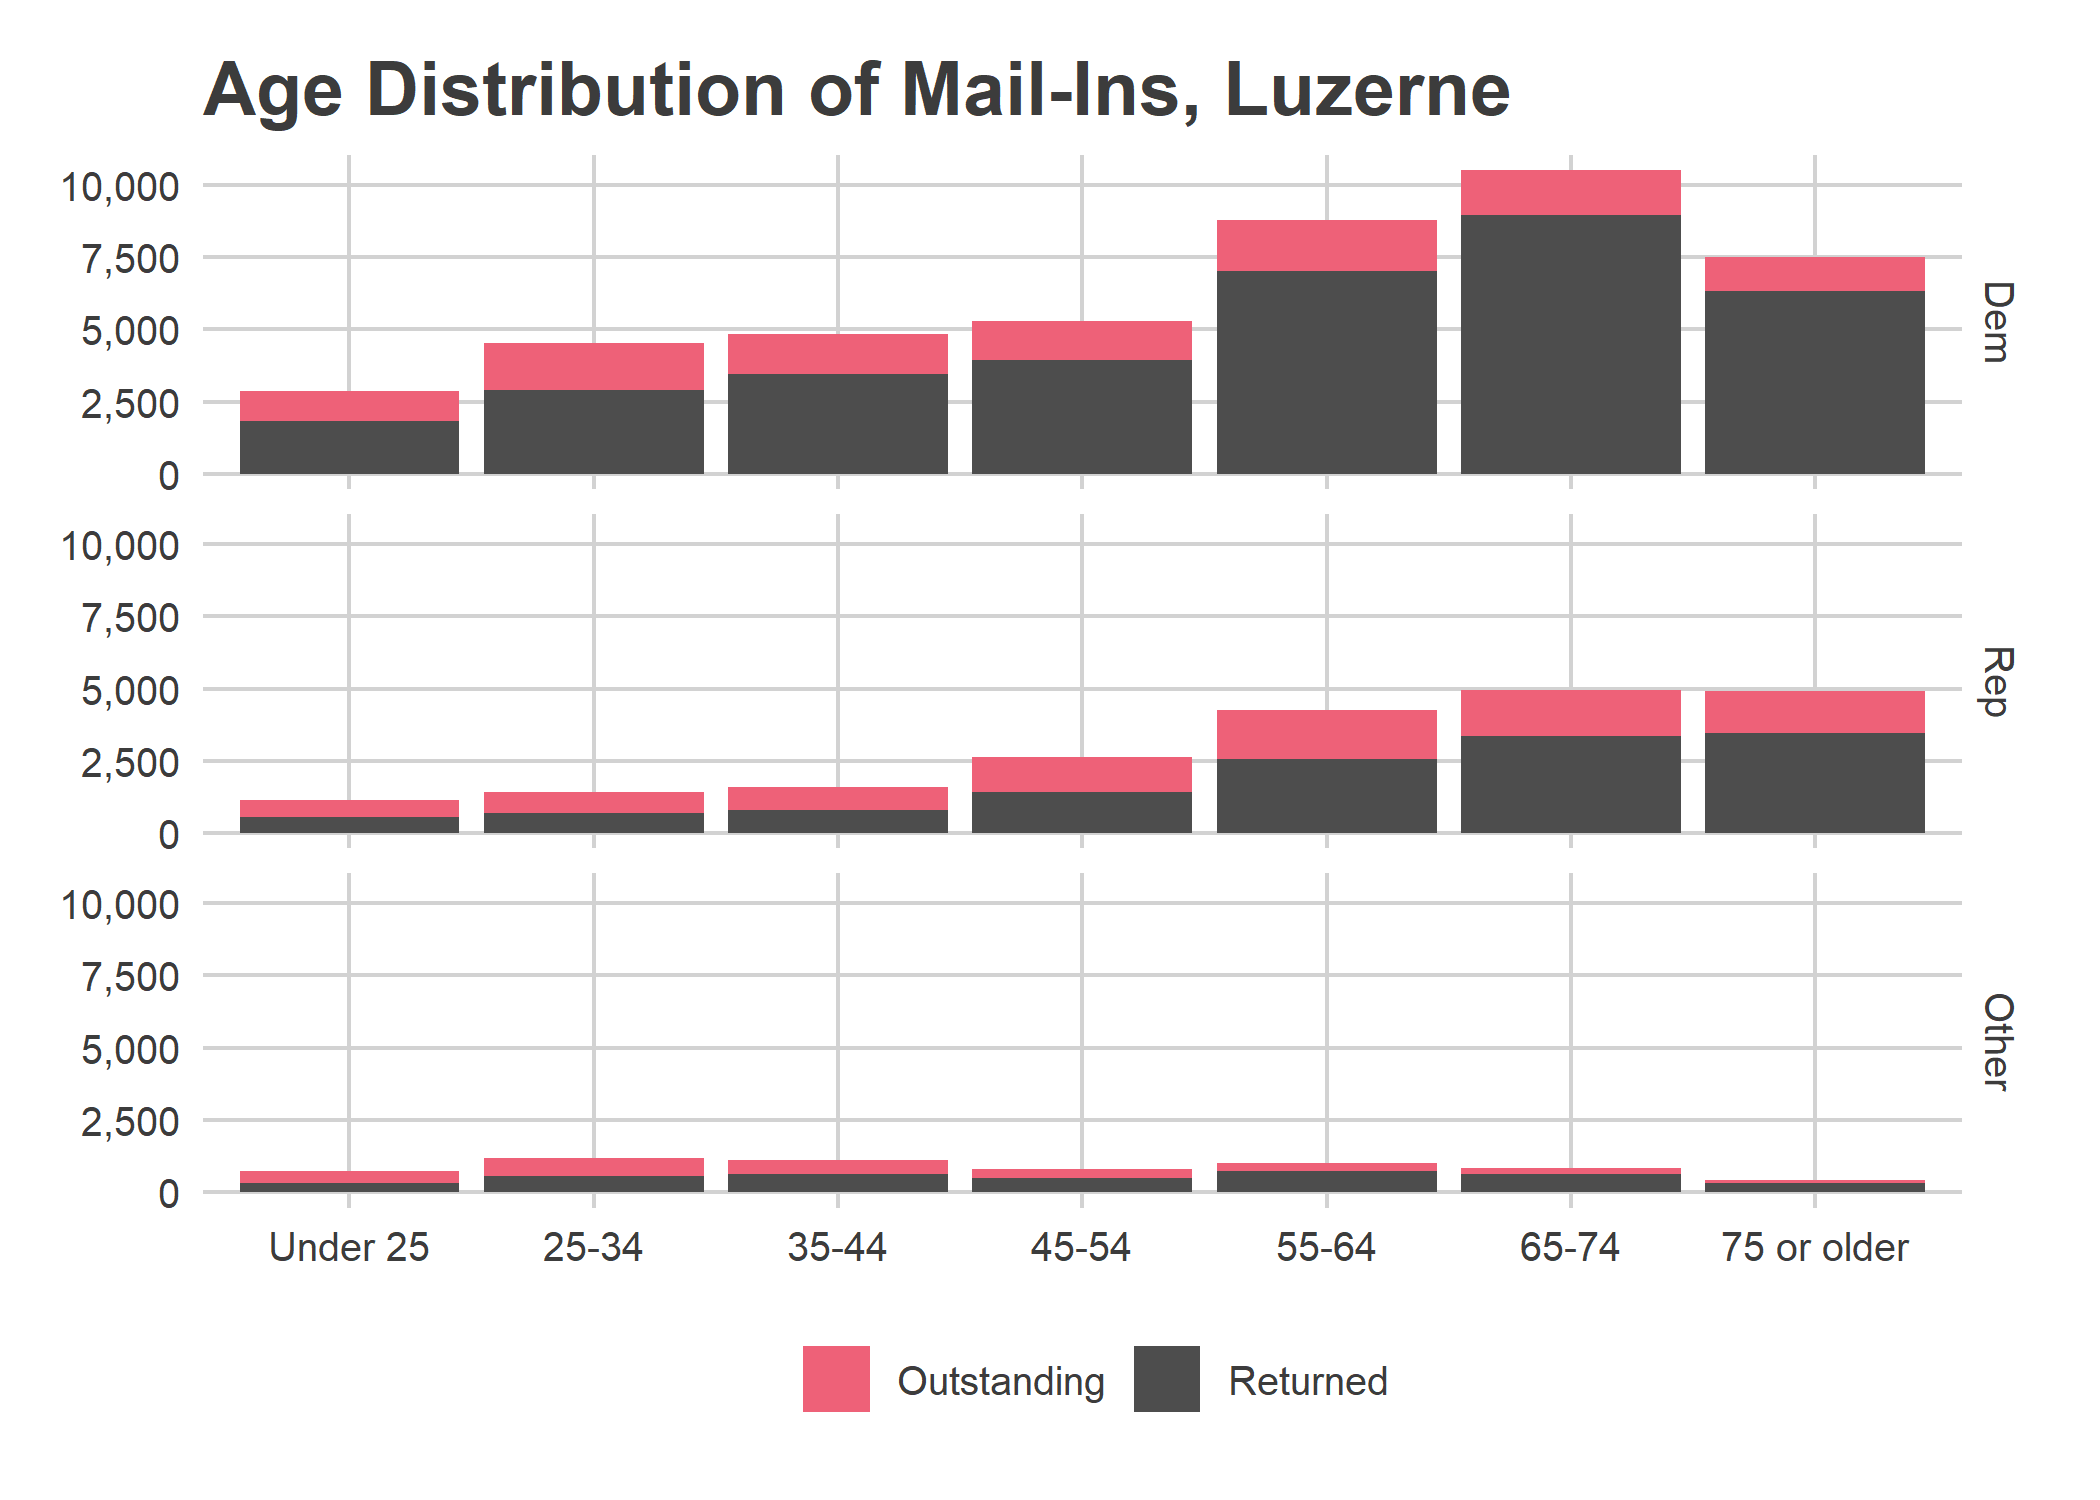 Age Distribution of Mail-Ins, Luzerne
10,000
7,500
5,000
2,500
0
Dem
10,000
7,500
5,000
2,500
0
Rep
10,000
7,500
5,000
2,500
0
Other
Under 25 25-34 35-44 45-54 55-64 65-74 75 or older
Outstanding Returned